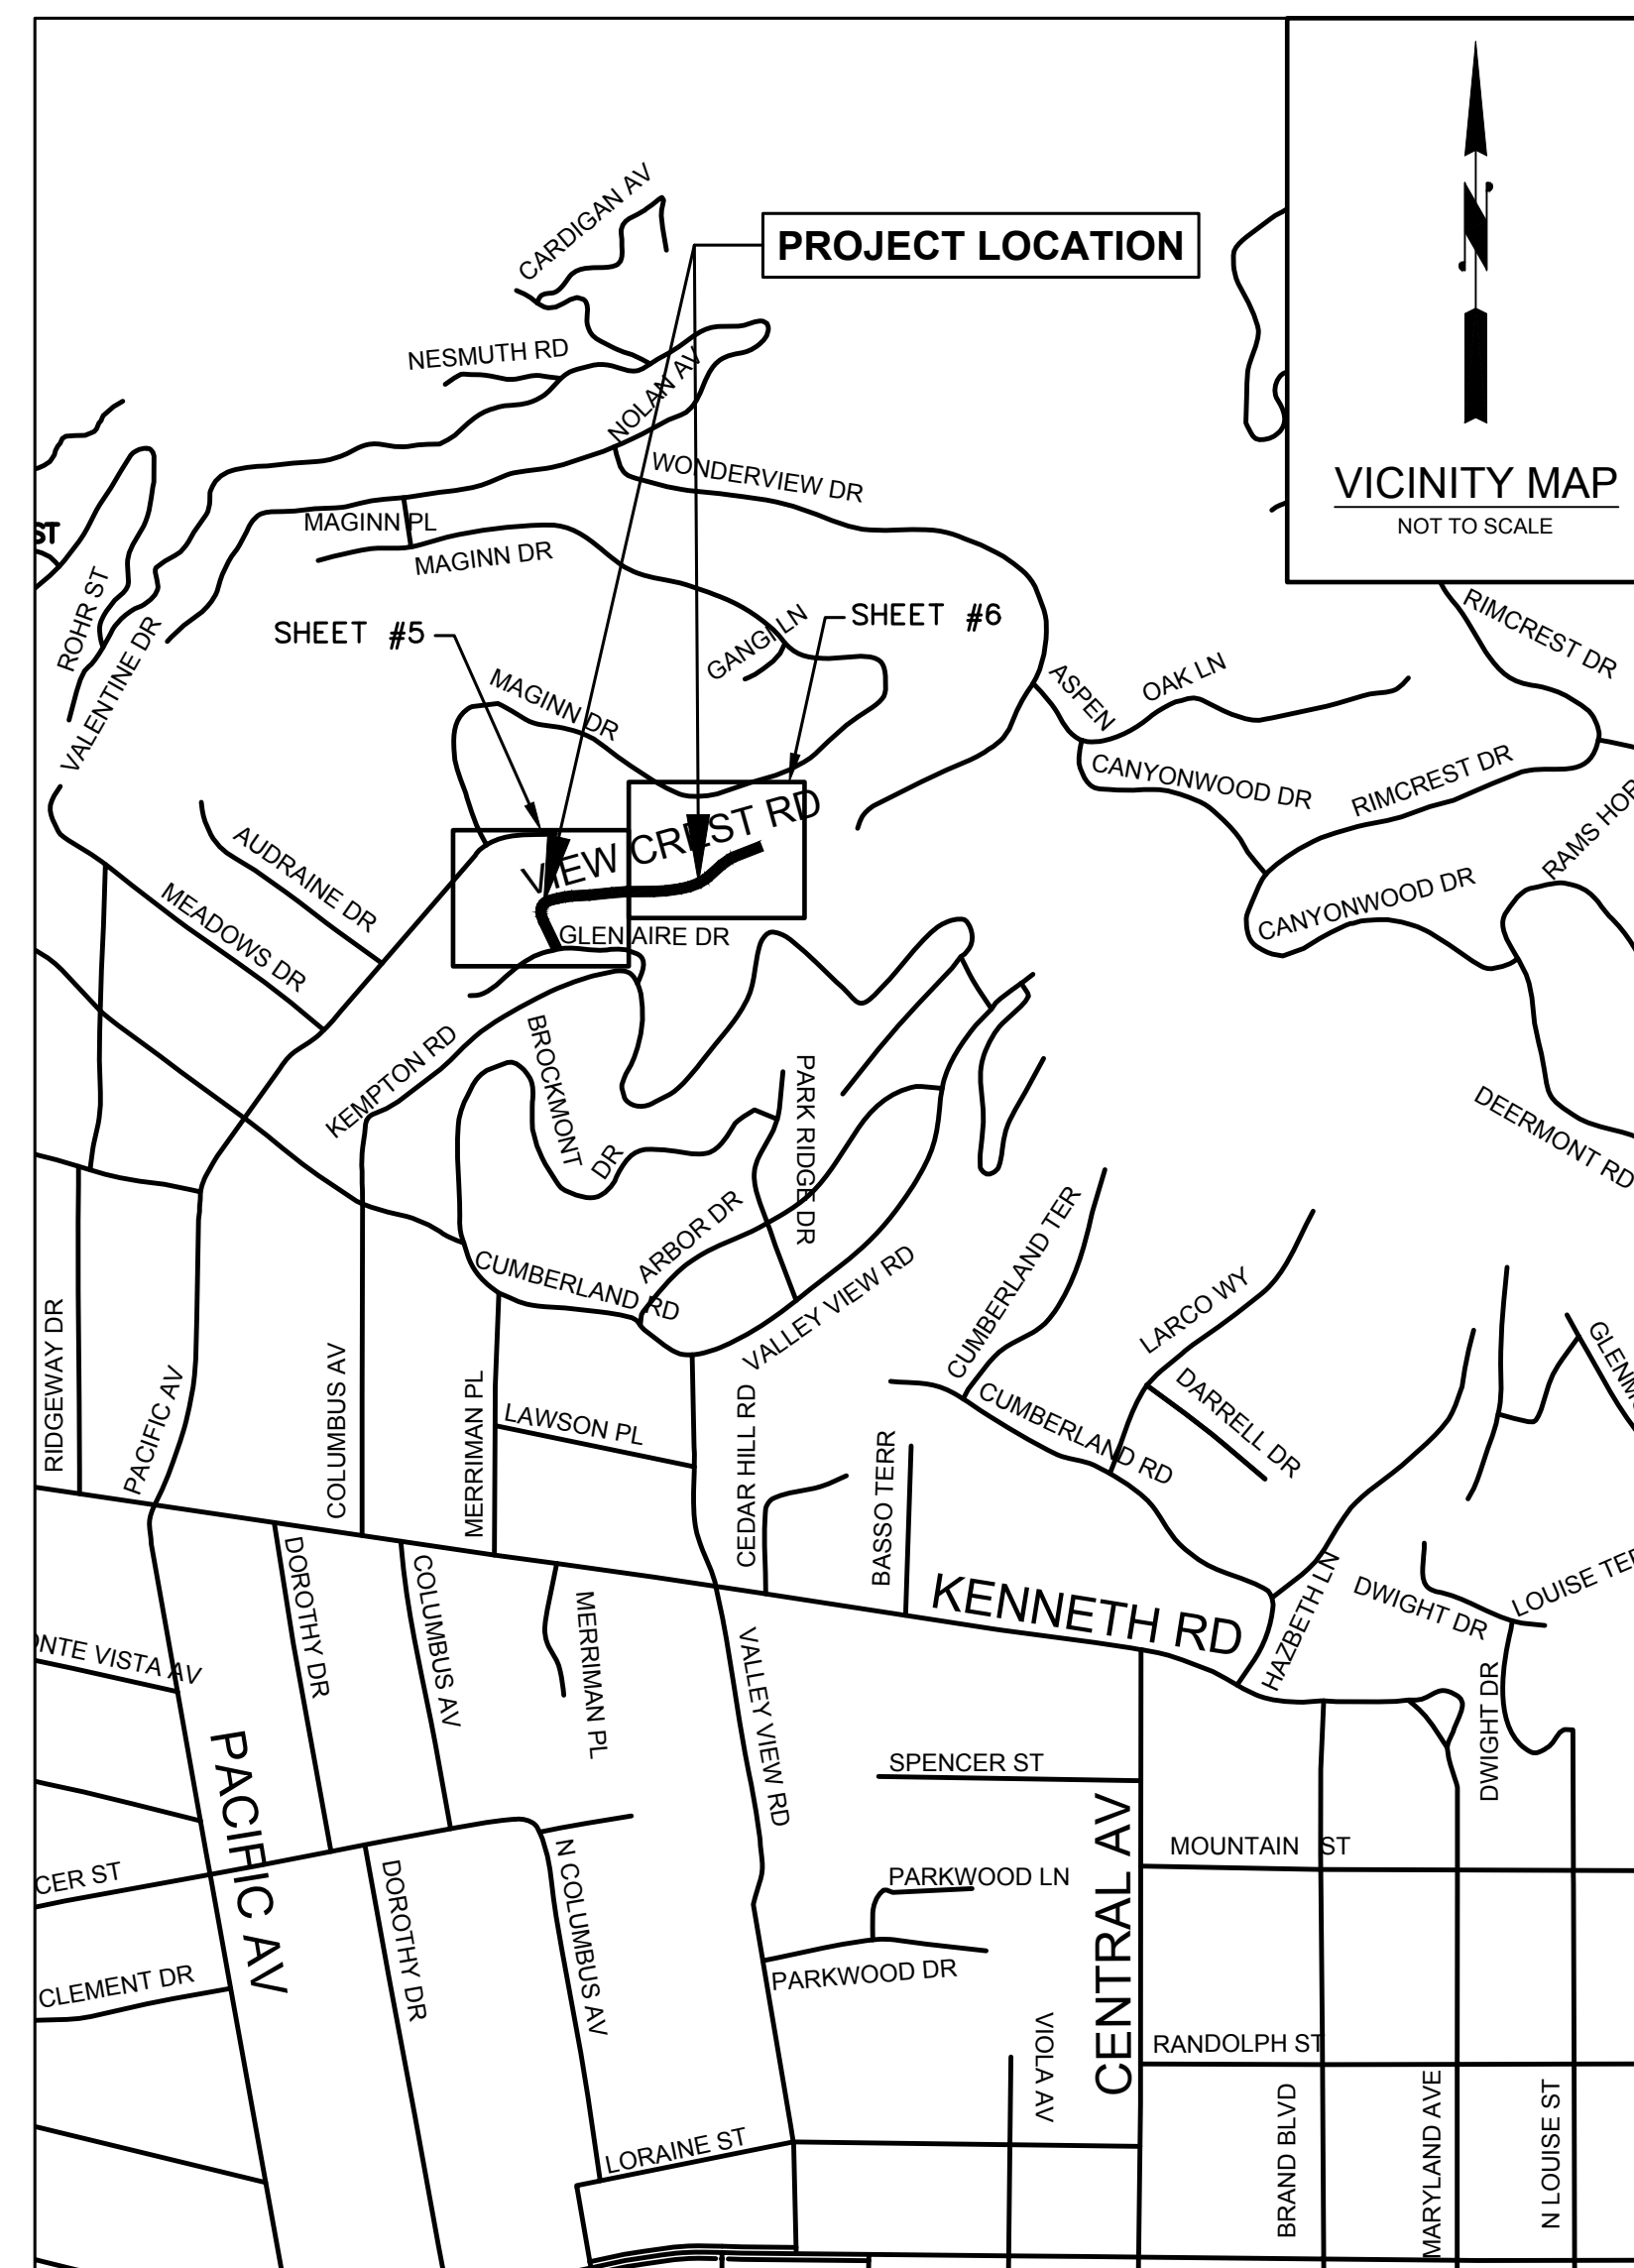 CARDIGAN AV
PROJECT LOCATION
VICINITY MAP
NOT TO SCALE
NESMUTH RD
NOLAN AV
WONDERVIEW DR
MAGINN PL
MAGINN DR
ST
ROHR ST
VALENTINE DR
SHEET #5
SHEET #6
GANGI LN
MAGINN DR
ASPEN
OAK LN
RIMCREST DR
CANYONWOOD DR
RIMCREST DR
RAMS HOR
VIEW CREST RD
AUDRAINE DR
MEADOWS DR
GLENAIRE DR
CANYONWOOD DR
KEMPTON RD
BROCKMONT
DR
PARK RIDGE DR
DEERMONT RD
ARBOR DR
CUMBERLAND RD
VALLEY VIEW RD
CUMBERLAND TER
LARCO WY
DARRELL DR
CUMBERLAND RD
GLENM
RIDGEWAY DR
PACIFIC AV
COLUMBUS AV
MERRIMAN PL
LAWSON PL
CEDAR HILL RD
BASSO TERR
KENNETH RD
HAZBETH LN
DWIGHT DR
LOUISE TER
DOROTHY DR
COLUMBUS AV
MERRIMAN PL
VALLEY VIEW RD
DWIGHT DR
ONTE VISTA AV
PACIFIC AV
SPENCER ST
CENTRAL AV
MOUNTAIN ST
CER ST
DOROTHY DR
N COLUMBUS AV
PARKWOOD LN
PARKWOOD DR
CLEMENT DR
VIOLA AV
RANDOLPH ST
LORAINE ST
BRAND BLVD
MARYLAND AVE
N LOUISE ST